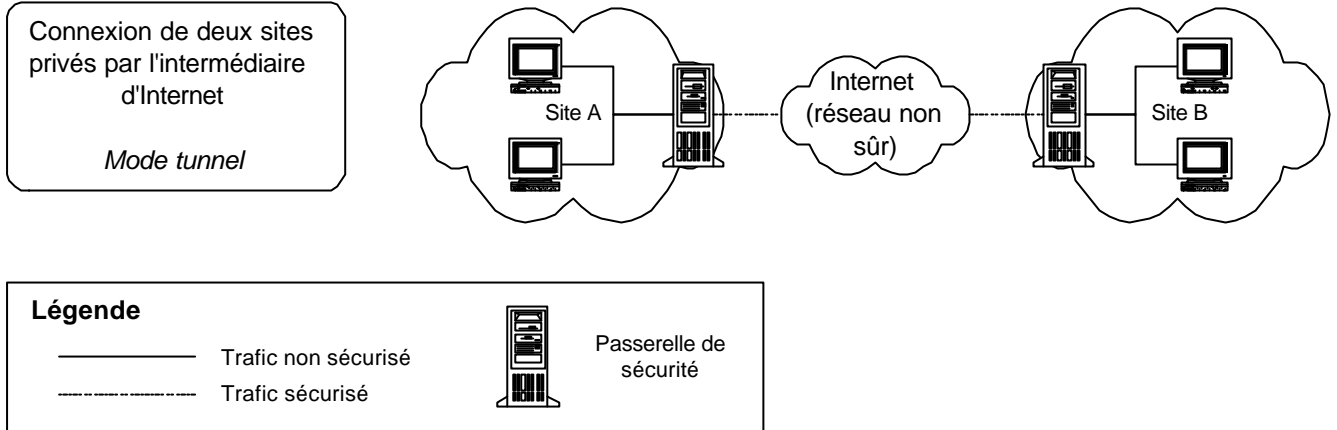 Connexion de deux sites
privés par l'intermédiaire
d'Internet
Mode tunnel
Site A
Internet
(réseau non
sûr)
Site B
Légende
Trafic non sécurisé
Trafic sécurisé
Passerelle de
sécurité